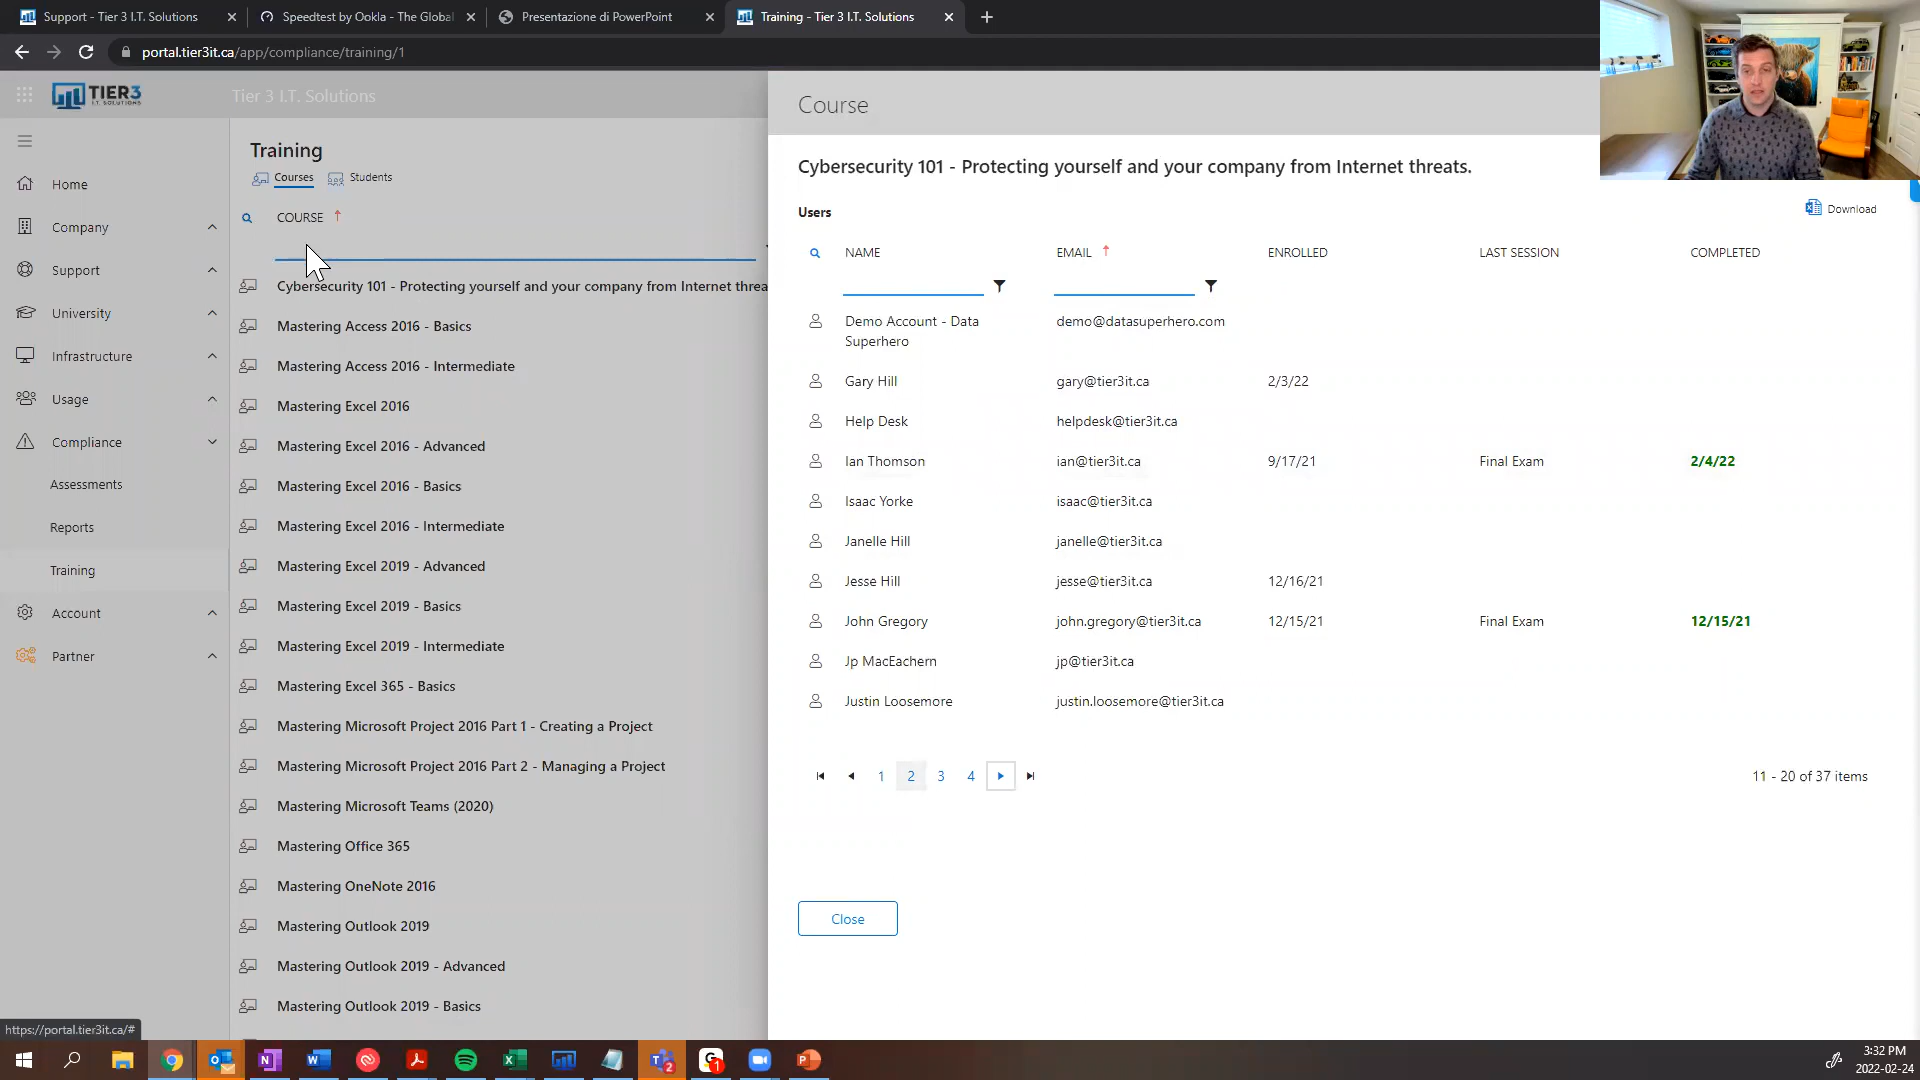 Support - Tier 3 I.T. Solutions
Speedtest by Ookla - The Global
Presentazione di PowerPoint
Training - Tier 3 I.T. Solutions
portal.tier3it.ca/app/compliance/training/1
TIER3
I.T. SOLUTIONS
Tier 3 I.T. Solutions
Home
Company
Support
University
Infrastructure
Usage
Compliance
Assessments
Reports
Training
Account
Partner
Training
Courses
Students
COURSE
Cybersecurity 101 - Protecting yourself and your company from Internet threa
Mastering Access 2016 - Basics
Mastering Access 2016 - Intermediate
Mastering Excel 2016
Mastering Excel 2016 - Advanced
Mastering Excel 2016 - Basics
Mastering Excel 2016 - Intermediate
Mastering Excel 2019 - Advanced
Mastering Excel 2019 - Basics
Mastering Excel 2019 - Intermediate
Mastering Excel 365 - Basics
Mastering Microsoft Project 2016 Part 1 - Creating a Project
Mastering Microsoft Project 2016 Part 2 - Managing a Project
Mastering Microsoft Teams (2020)
Mastering Office 365
Mastering OneNote 2016
Mastering Outlook 2019
Mastering Outlook 2019 - Advanced
Mastering Outlook 2019 - Basics
Course
Cybersecurity 101 - Protecting yourself and your company from Internet threats.
Users
Download
NAME EMAIL ENROLLED LAST SESSION COMPLETED
Demo Account - Data Superhero demo@datasuperhero.com
Gary Hill gary@tier3it.ca 2/3/22
Help Desk helpdesk@tier3it.ca
Ian Thomson ian@tier3it.ca 9/17/21 Final Exam 2/4/22
Isaac Yorke isaac@tier3it.ca
Janelle Hill janelle@tier3it.ca
Jesse Hill jesse@tier3it.ca 12/16/21
John Gregory john.gregory@tier3it.ca 12/15/21 Final Exam 12/15/21
Jp MacEachern jp@tier3it.ca
Justin Loosemore justin.loosemore@tier3it.ca
1 2 3 4
11 - 20 of 37 items
Close
https://portal.tier3it.ca/#
3:32 PM
2022-02-24